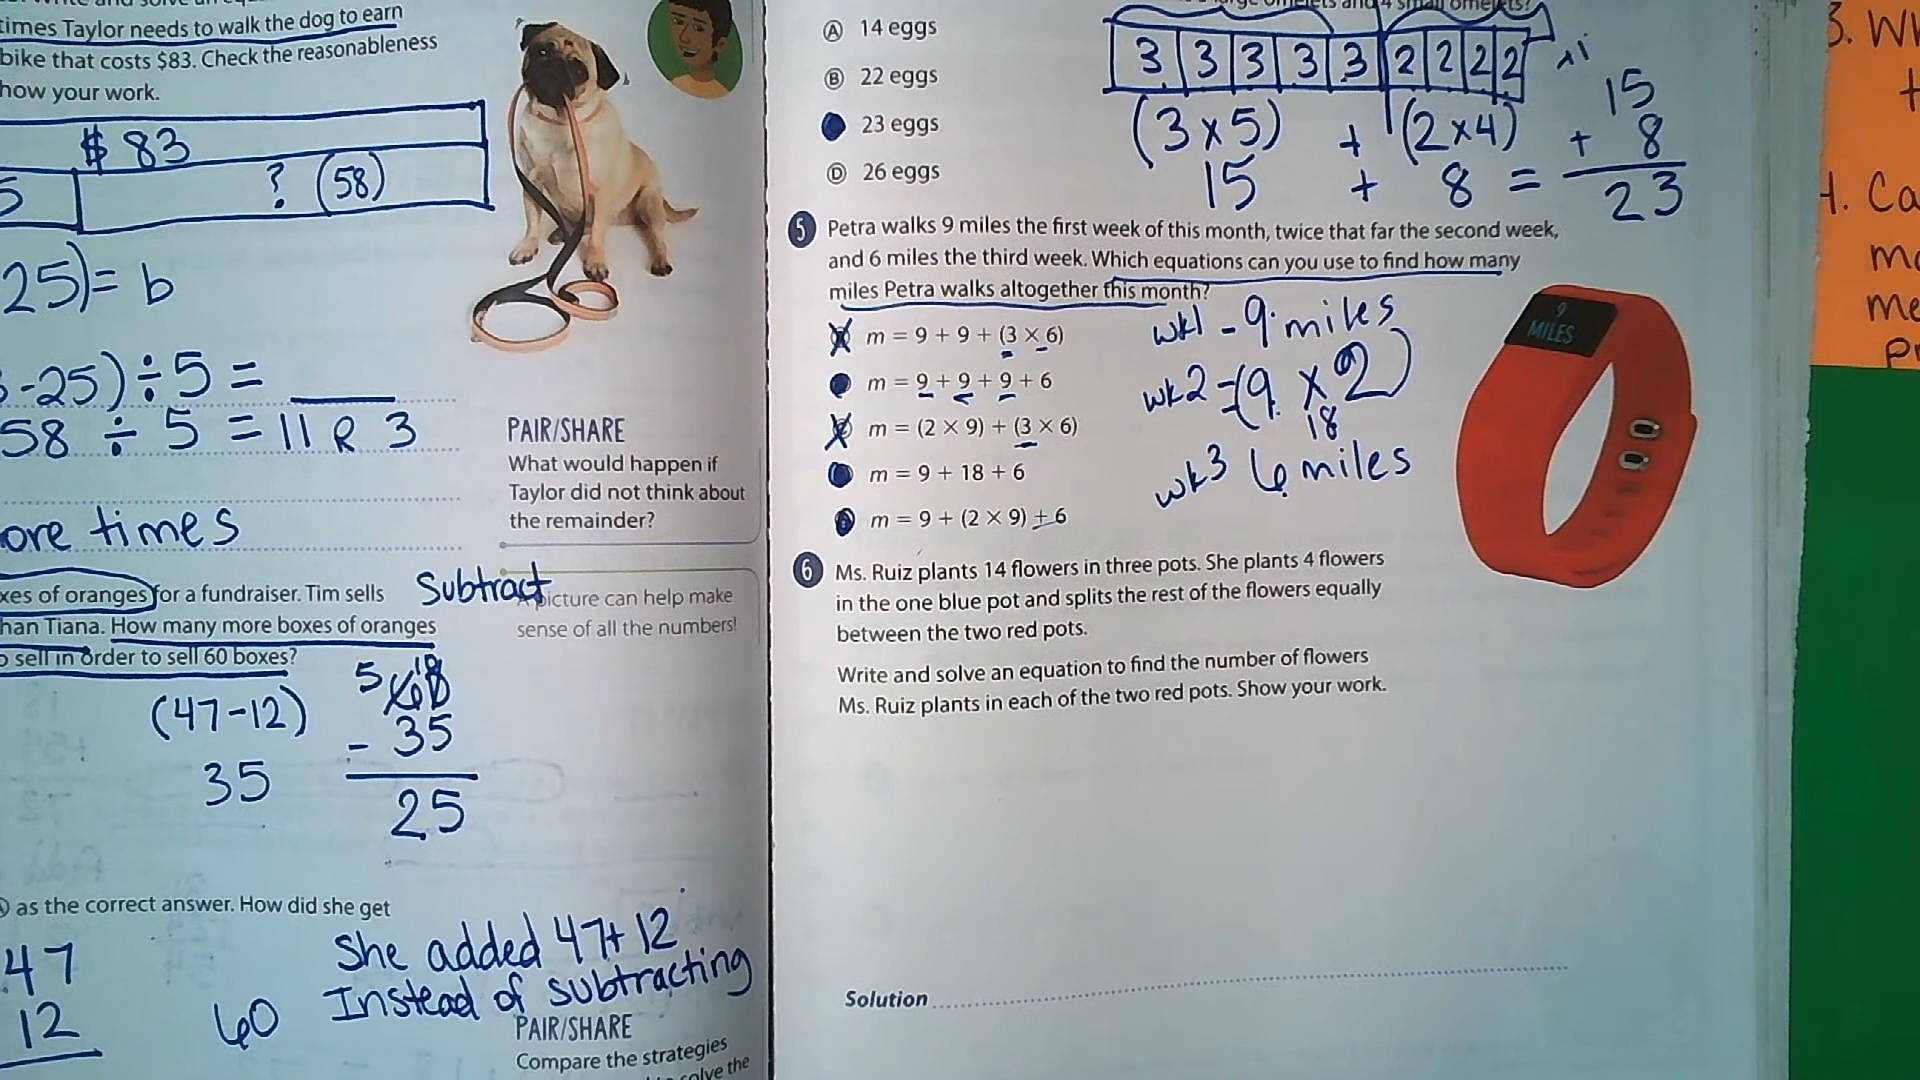 times Taylor needs to walk the dog to earn
bike that costs $83. Check the reasonableness
how your work.
$ 83
5
? (58)
25) = b
-25) ÷ 5 =
58 ÷ 5 = 11 R 3
ore times
PAIR/SHARE
What would happen if
Taylor did not think about
the remainder?
xes of oranges for a fundraiser. Tim sells
han Tiana. How many more boxes of oranges
o sell in order to sell 60 boxes?
Subtract
picture can help make
sense of all the numbers!
(47-12)
35
5 10
60
- 35
25
as the correct answer. How did she get
47
12
60
She added 47+ 12
Instead of subtracting
PAIR/SHARE
Compare the strategies
solve the
A 14 eggs
B 22 eggs
23 eggs
D 26 eggs
3 3 3 3 3 2 2 2 2
(3 x 5) + (2 x 4)
15 + 8 =
15
+ 8
23
5 Petra walks 9 miles the first week of this month, twice that far the second week,
and 6 miles the third week. Which equations can you use to find how many
miles Petra walks altogether this month?
m = 9 + 9 + (3 × 6)
m = 9 + 9 + 9 + 6
m = (2 × 9) + (3 × 6)
m = 9 + 18 + 6
m = 9 + (2 × 9) + 6
wk1 - 9 miles
wk2 - (9 x 2)
18
wk3 6 miles
9
MILES
6 Ms. Ruiz plants 14 flowers in three pots. She plants 4 flowers
in the one blue pot and splits the rest of the flowers equally
between the two red pots.
Write and solve an equation to find the number of flowers
Ms. Ruiz plants in each of the two red pots. Show your work.
Solution
3. Wh
t
4. Ca
me